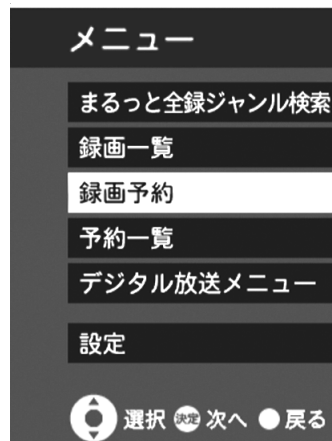 メニュー
まるっと全録ジャンル検索
録画一覧
録画予約
予約一覧
デジタル放送メニュー
設定
選択 決定 次へ 戻る